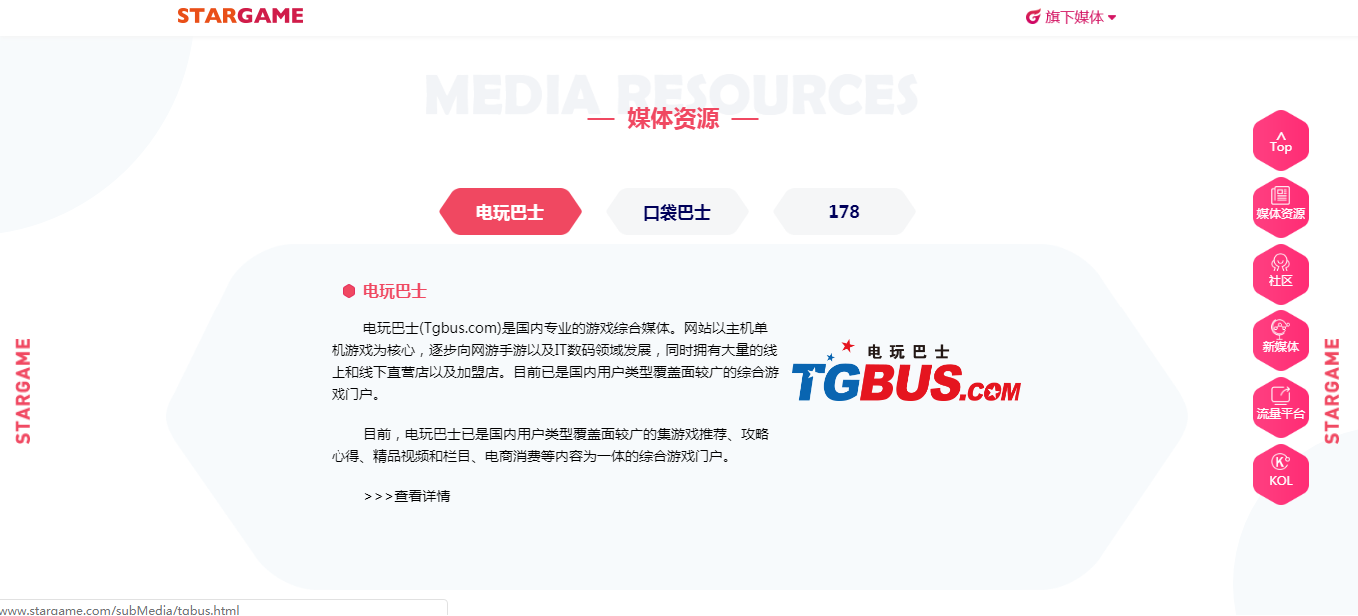 STARGAME
旗下媒体
MEDIA RESOURCES
媒体资源
电玩巴士
口袋巴士
178
电玩巴士
电玩巴士(Tgbus.com)是国内专业的游戏综合媒体。网站以主机单
机游戏为核心，逐步向网游手游以及IT数码领域发展，同时拥有大量的线
上和线下直营店以及加盟店。目前已是国内用户类型覆盖面较广的综合游
戏门户。
目前，电玩巴士已是国内用户类型覆盖面较广的集游戏推荐、攻略
心得、精品视频和栏目、电商消费等内容为一体的综合游戏门户。
>>>查看详情
电玩巴士
TGBUS.COM
^
Top
媒体资源
社区
新媒体
流量平台
K
KOL
STARGAME
STARGAME
www.stargame.com/subMedia/tgbus.html